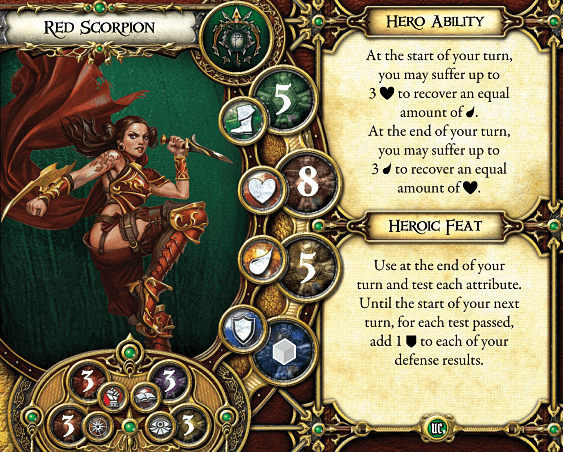 RED SCORPION
5
8
5
3
3
3
3
HERO ABILITY
At the start of your turn,
you may suffer up to
3 to recover an equal
amount of .
At the end of your turn,
you may suffer up to
3 to recover an equal
amount of .
HEROIC FEAT
Use at the end of your
turn and test each attribute.
Until the start of your next
turn, for each test passed,
add 1 to each of your
defense results.
UC